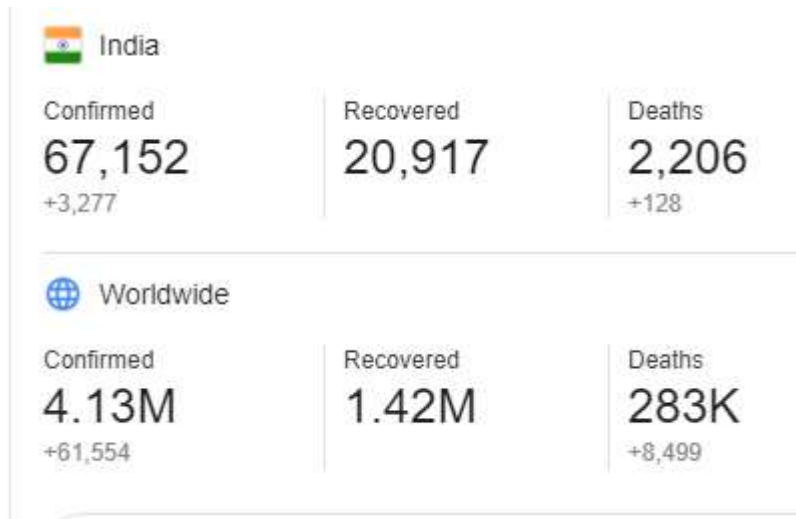 India
Confirmed Recovered Deaths
67,152 20,917 2,206
+3,277 +128
Worldwide
Confirmed Recovered Deaths
4.13M 1.42M 283K
+61,554 +8,499